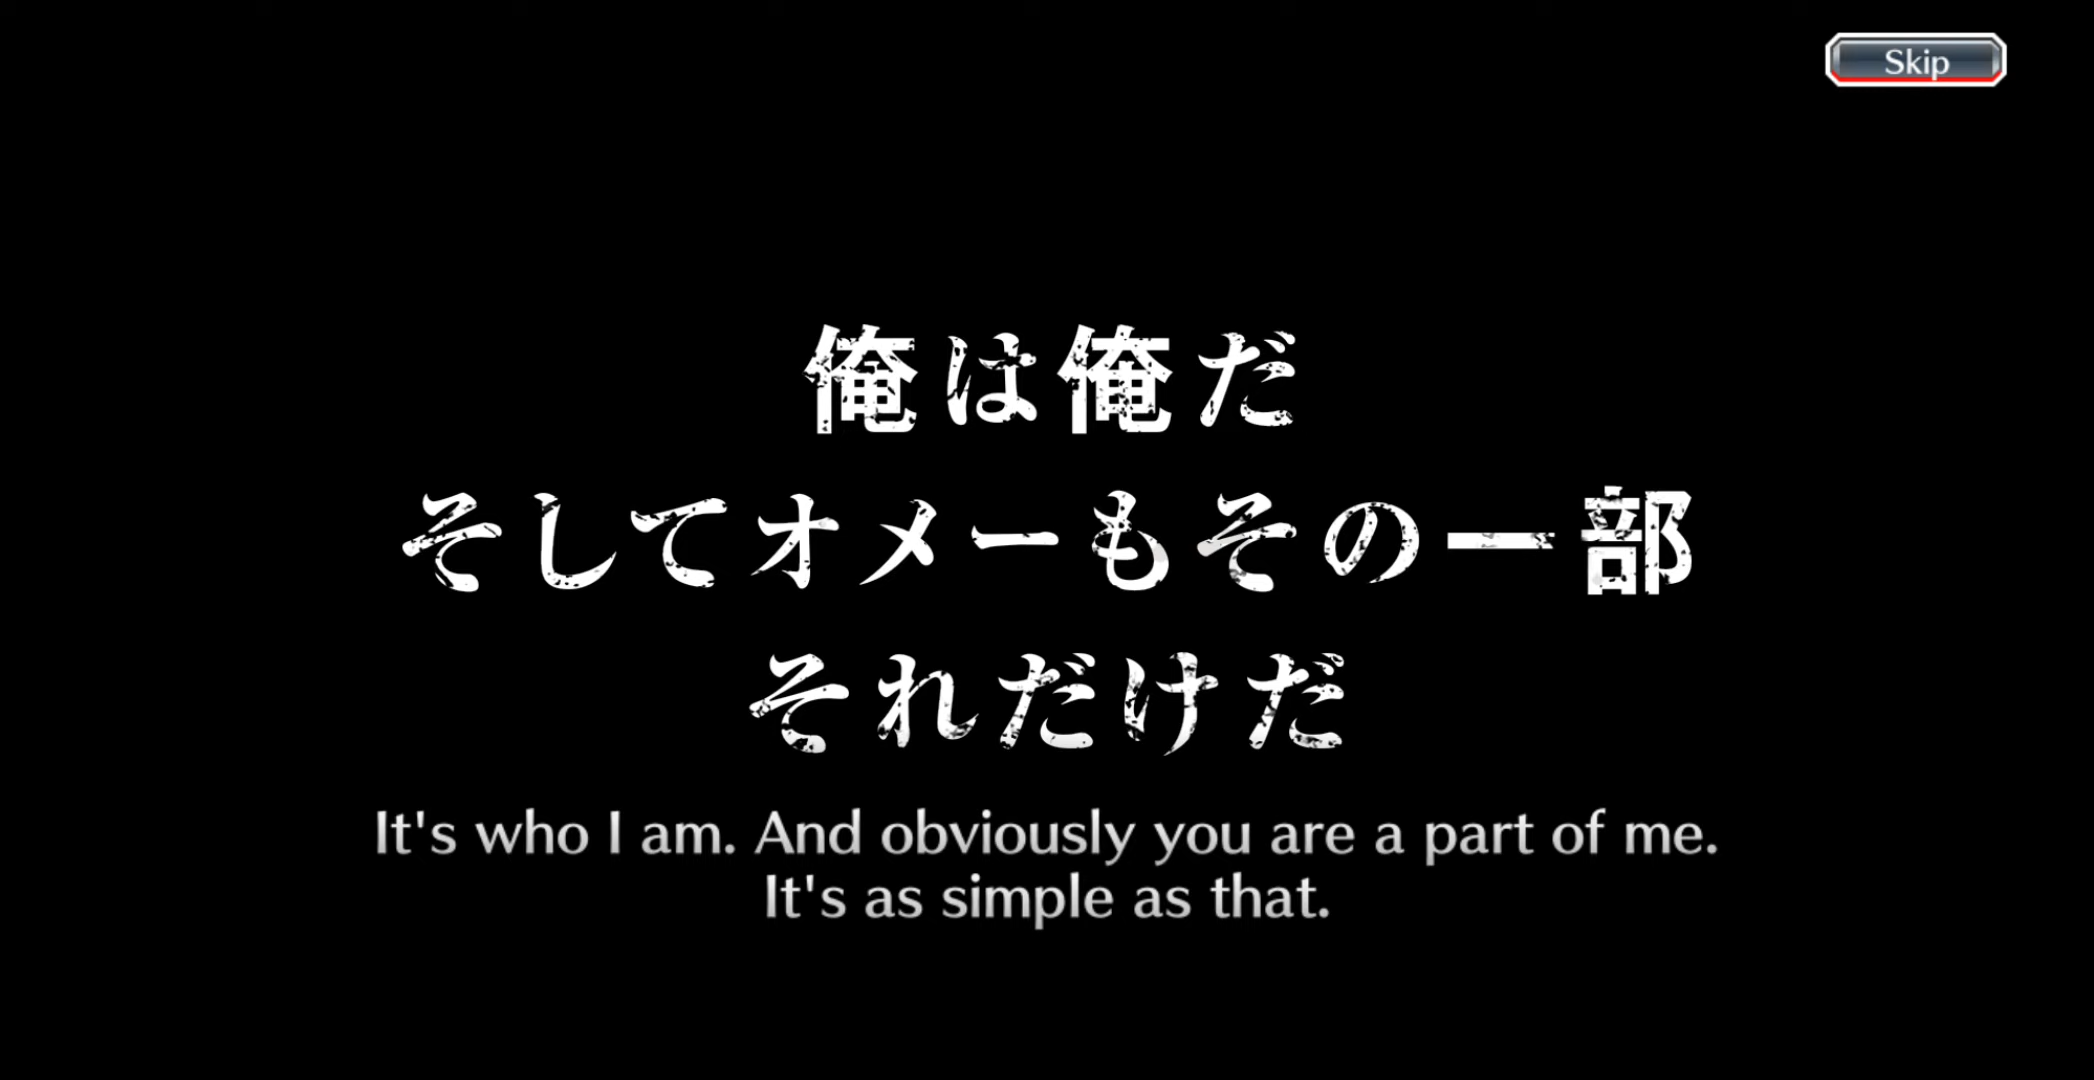 Skip
俺は俺だ
そしてオメーもその一部
それだけだ
It's who I am. And obviously you are a part of me.
It's as simple as that.